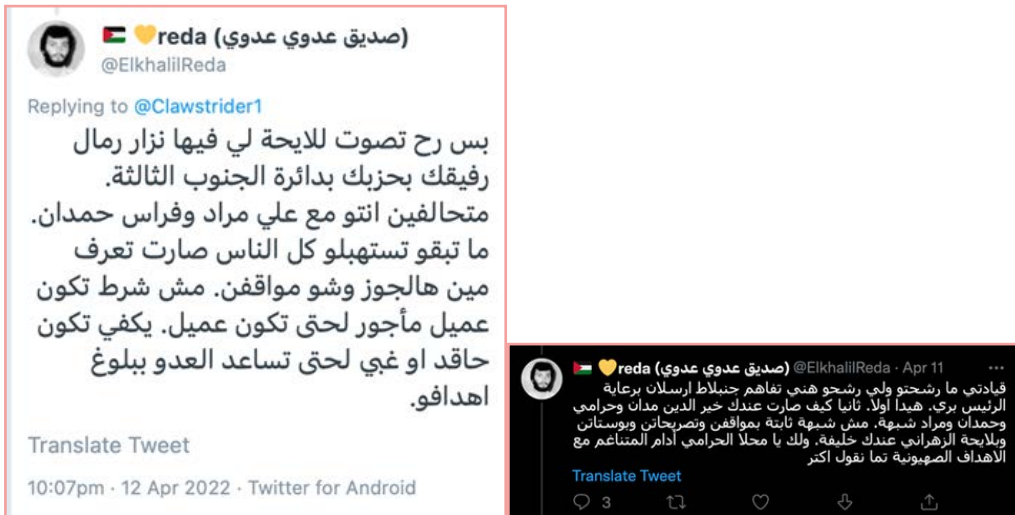 reda (صديق عدوي عدوي)
@ElkhalilReda
Replying to @Clawstrider1
بس رح تصوت للايحة لي فيها نزار رمال
رفيقك بحزبك بدائرة الجنوب الثالثة.
متحالفين انتو مع علي مراد وفراس حمدان.
ما تبقو تستهبلو كل الناس صارت تعرف
مين هالجوز وشو مواقفن. مش شرط تكون
عميل مأجور لحتى تكون عميل. يكفي تكون
حاقد او غبي لحتى تساعد العدو ببلوغ
اهدافو.
Translate Tweet
10:07pm · 12 Apr 2022 · Twitter for Android
reda (صديق عدوي عدوي) @ElkhalilReda · Apr 11 ...
قيادتي ما رشحتو ولي رشحو هني تفاهم جنبلاط ارسلان برعاية
الرئيس بري. هيدا اولا. ثانيا كيف صارت عندك خير الدين مدان وحرامي
وحمدان ومراد شبهة. مش شبهة ثابتة بمواقفن وتصريحاتن وبوستاتن
وبلايحة الزهراني عندك خليفة. ولك يا محلا الحرامي أدام المتناغم مع
الاهداف الصهيونية تما نقول اكتر
Translate Tweet
3